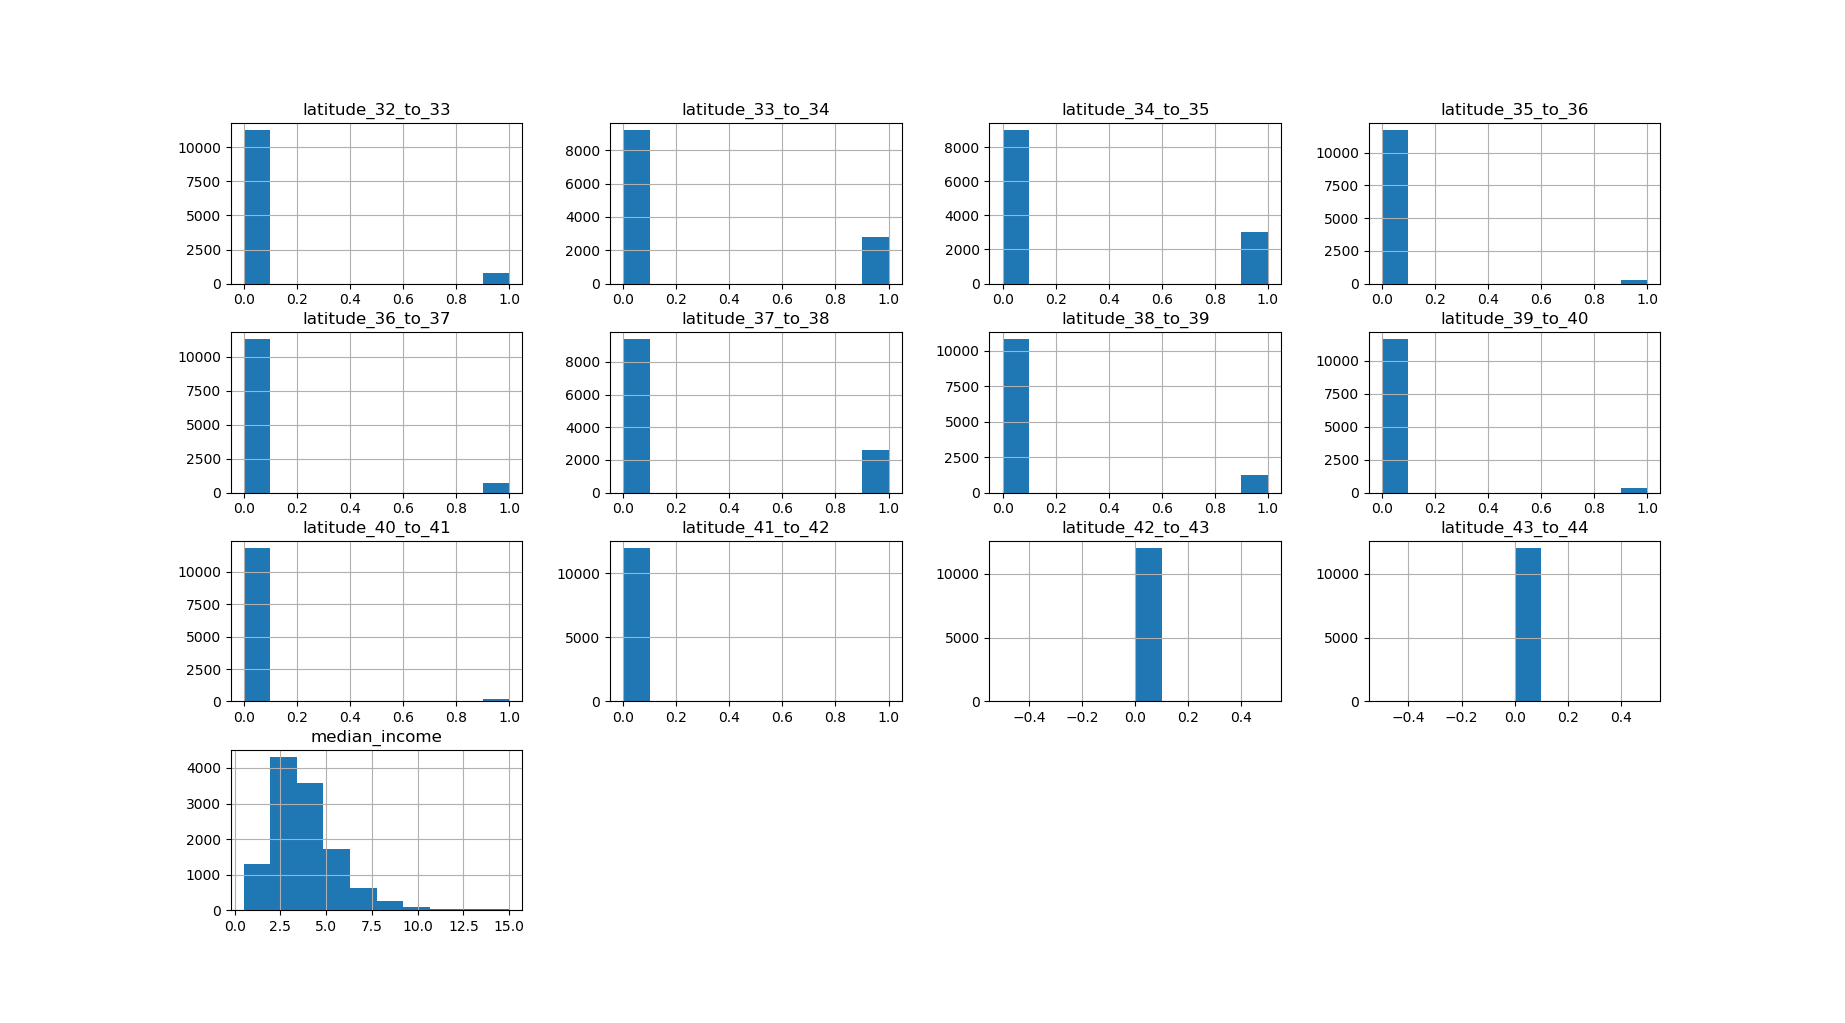 latitude_32_to_33 latitude_33_to_34 latitude_34_to_35 latitude_35_to_36
10000 7500 5000 2500 0
8000 6000 4000 2000 0
8000 6000 4000 2000 0
10000 7500 5000 2500 0
0.0 0.2 0.4 0.6 0.8 1.0 0.0 0.2 0.4 0.6 0.8 1.0 0.0 0.2 0.4 0.6 0.8 1.0 0.0 0.2 0.4 0.6 0.8 1.0
latitude_36_to_37 latitude_37_to_38 latitude_38_to_39 latitude_39_to_40
10000 7500 5000 2500 0
8000 6000 4000 2000 0
10000 7500 5000 2500 0
10000 7500 5000 2500 0
0.0 0.2 0.4 0.6 0.8 1.0 0.0 0.2 0.4 0.6 0.8 1.0 0.0 0.2 0.4 0.6 0.8 1.0 0.0 0.2 0.4 0.6 0.8 1.0
latitude_40_to_41 latitude_41_to_42 latitude_42_to_43 latitude_43_to_44
10000 7500 5000 2500 0
10000 5000 0
10000 5000 0
10000 5000 0
0.0 0.2 0.4 0.6 0.8 1.0 0.0 0.2 0.4 0.6 0.8 1.0 −0.4 −0.2 0.0 0.2 0.4 −0.4 −0.2 0.0 0.2 0.4
median_income
4000 3000 2000 1000 0
0.0 2.5 5.0 7.5 10.0 12.5 15.0